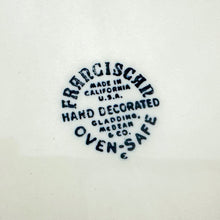 FRANCISCAN
MADE IN
CALIFORNIA
U.S.A.
HAND DECORATED
GLADDING,
McBEAN
& CO.
OVEN-SAFE